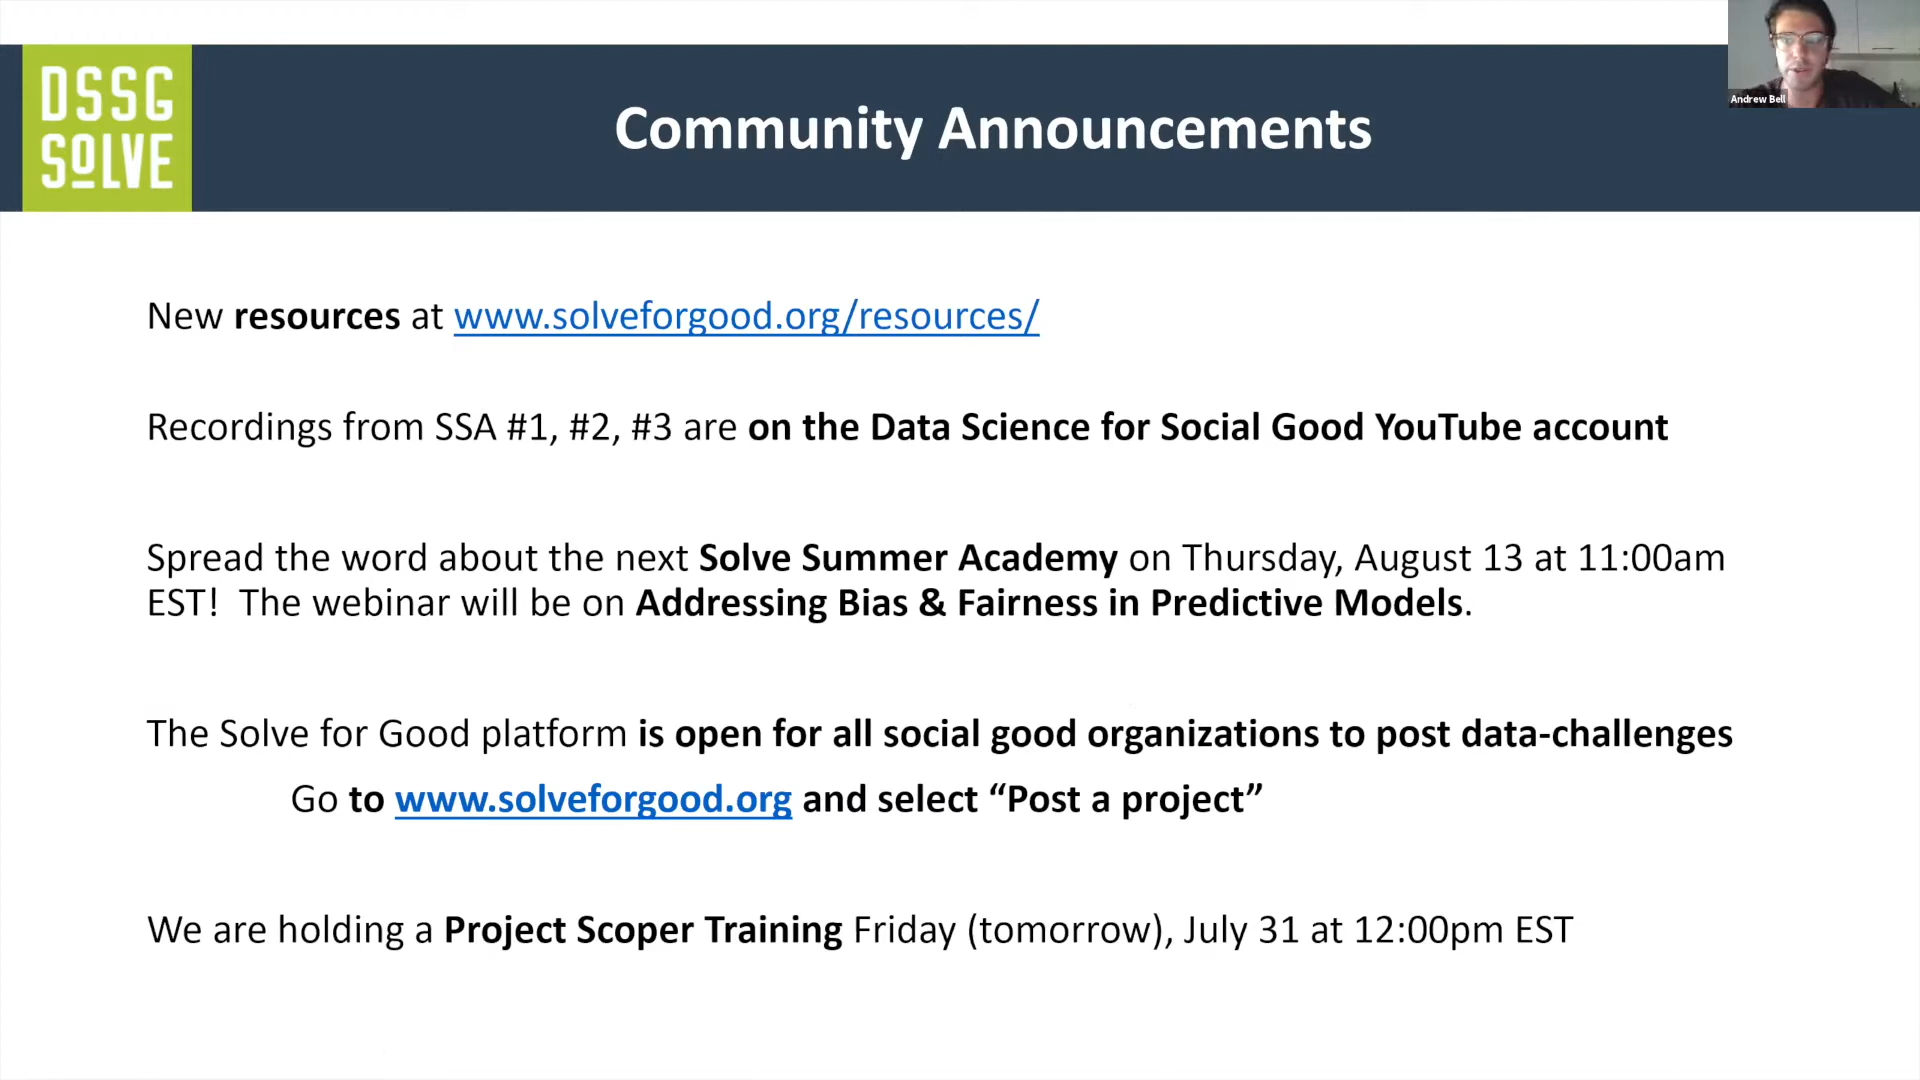 DSSG
SOLVE
Community Announcements
Andrew Bell
New resources at www.solveforgood.org/resources/
Recordings from SSA #1, #2, #3 are on the Data Science for Social Good YouTube account
Spread the word about the next Solve Summer Academy on Thursday, August 13 at 11:00am
EST!  The webinar will be on Addressing Bias & Fairness in Predictive Models.
The Solve for Good platform is open for all social good organizations to post data-challenges
Go to www.solveforgood.org and select “Post a project”
We are holding a Project Scoper Training Friday (tomorrow), July 31 at 12:00pm EST